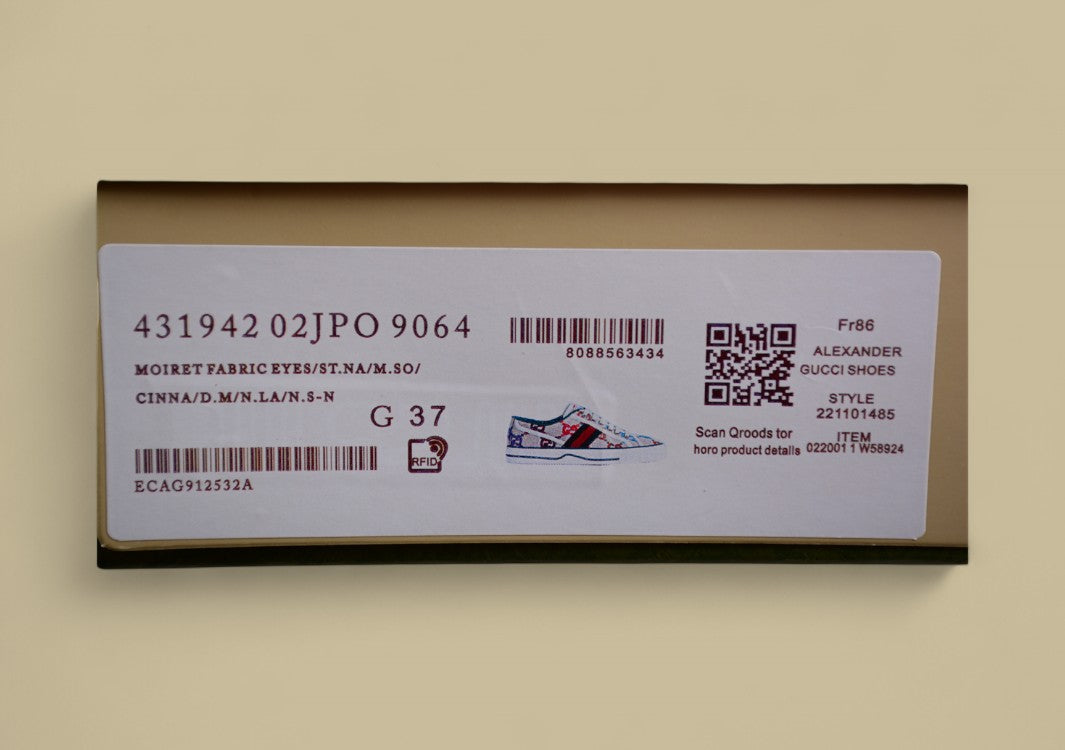 431942 02JPO 9064
MOIRET FABRIC EYES/ST.NA/M.SO/
CINNA/D.M/N.LA/N.S-N
G 37
RFID
ECAG912532A
8088563434
Scan Qroods tor
horo product details
Fr86
ALEXANDER
GUCCI SHOES
STYLE
221101485
ITEM
022001 1 W58924